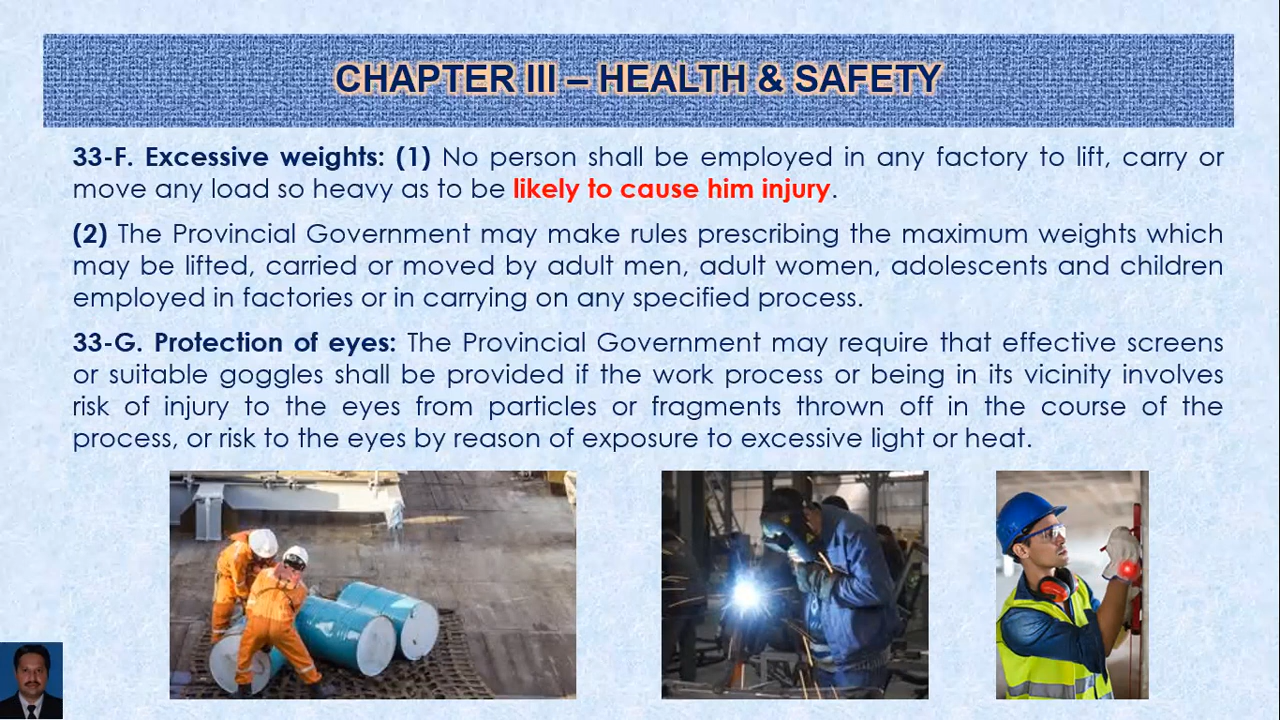 CHAPTER III – HEALTH & SAFETY
33-F. Excessive weights: (1) No person shall be employed in any factory to lift, carry or
move any load so heavy as to be likely to cause him injury.
(2) The Provincial Government may make rules prescribing the maximum weights which
may be lifted, carried or moved by adult men, adult women, adolescents and children
employed in factories or in carrying on any specified process.
33-G. Protection of eyes: The Provincial Government may require that effective screens
or suitable goggles shall be provided if the work process or being in its vicinity involves
risk of injury to the eyes from particles or fragments thrown off in the course of the
process, or risk to the eyes by reason of exposure to excessive light or heat.